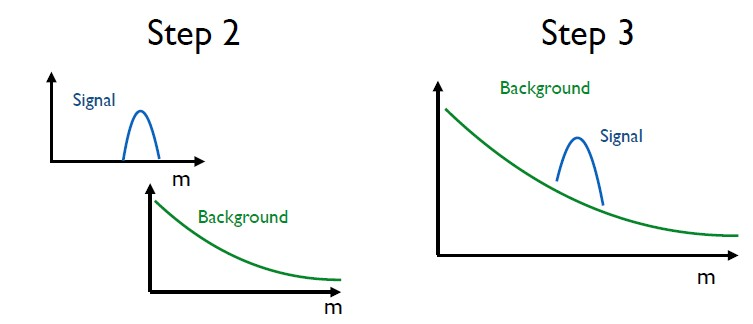 Step 2
Signal
m
Background
m
Step 3
Background
Signal
m